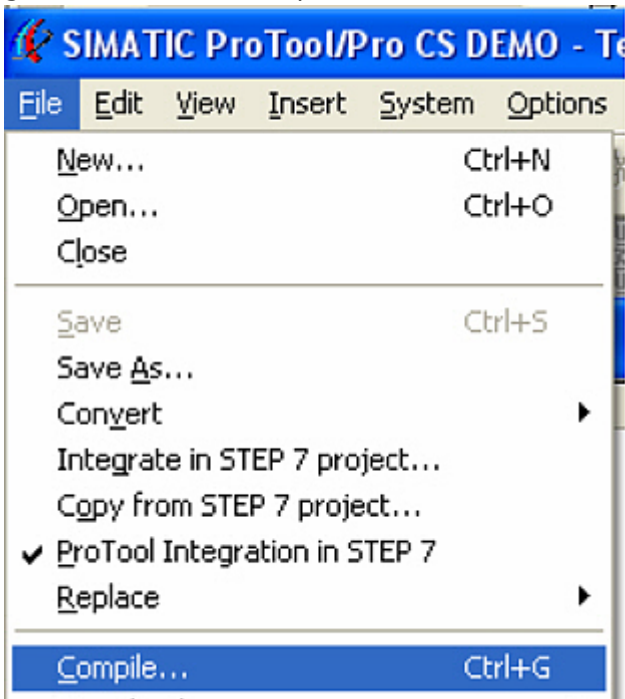 SIMATIC ProTool/Pro CS DEMO - Te
File Edit View Insert System Options
New... Ctrl+N
Open... Ctrl+O
Close
Save Ctrl+S
Save As...
Convert
Integrate in STEP 7 project...
Copy from STEP 7 project...
ProTool Integration in STEP 7
Replace
Compile... Ctrl+G